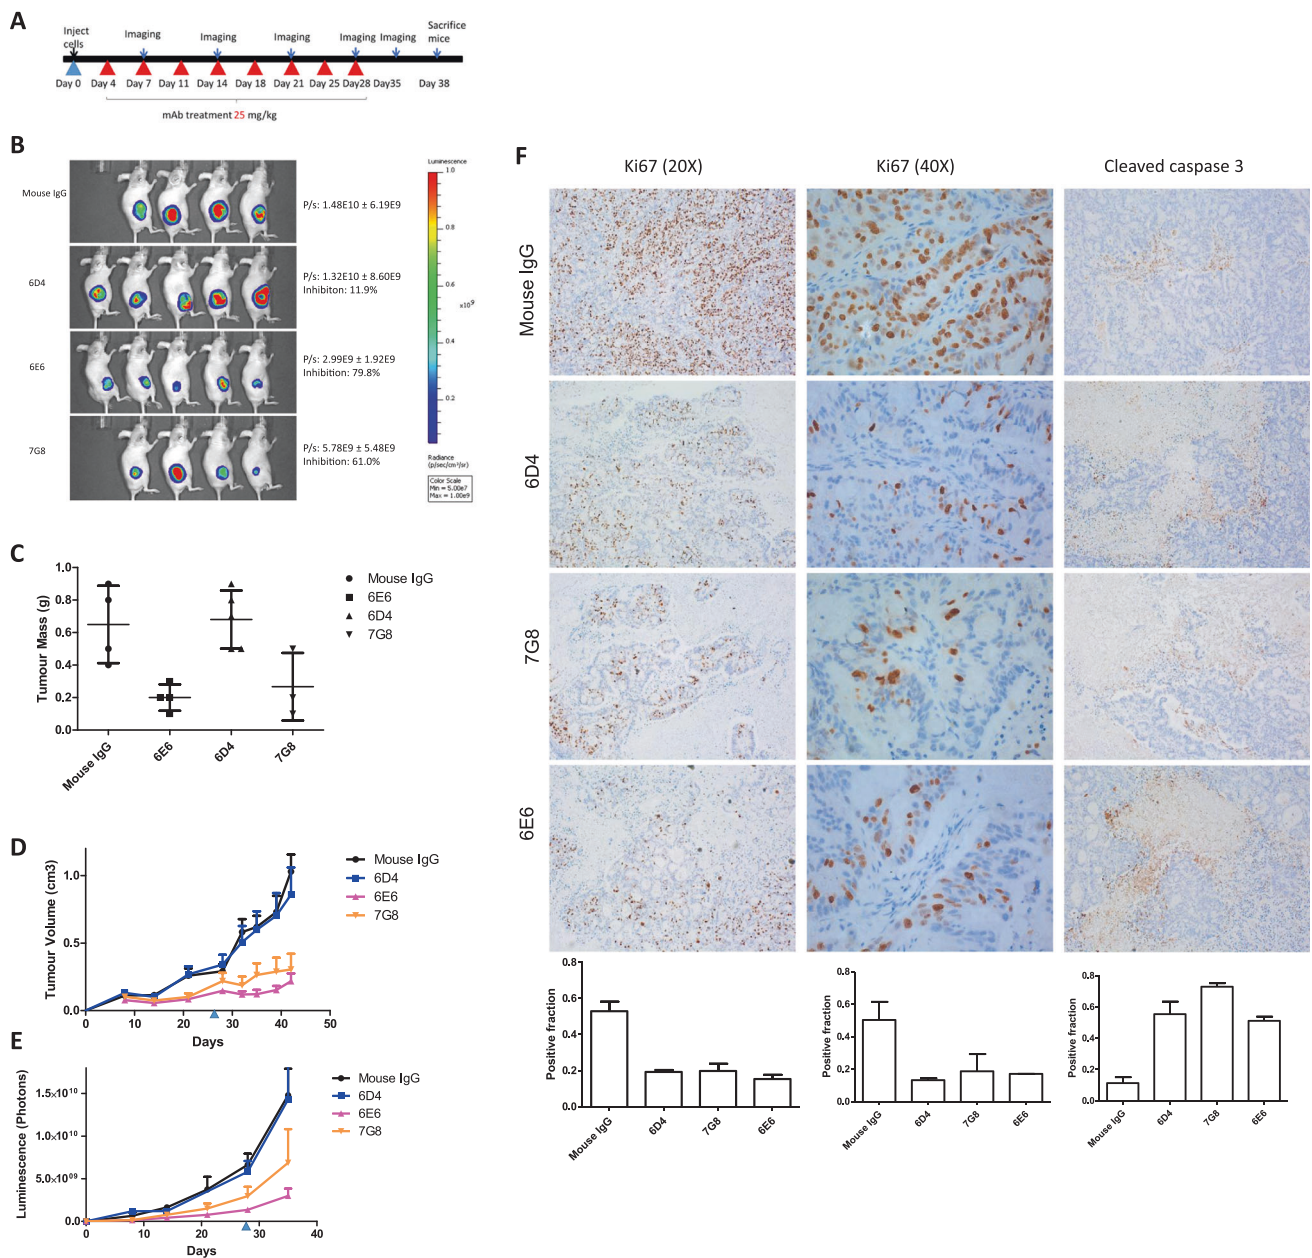 A
Inject cells
Imaging
Imaging
Imaging
Imaging
Imaging
Sacrifice mice
Day 0
Day 4
Day 7
Day 11
Day 14
Day 18
Day 21
Day 25
Day28
Day35
Day 38
mAb treatment 25 mg/kg
B
Mouse IgG
P/s: 1.48E10 ± 6.19E9
6D4
P/s: 1.32E10 ± 8.60E9
Inhibiton: 11.9%
6E6
P/s: 2.99E9 ± 1.92E9
Inhibition: 79.8%
7G8
P/s: 5.78E9 ± 5.48E9
Inhibition: 61.0%
Luminescence
1.0
0.8
0.6
x10⁹
0.4
0.2
Radiance
(p/sec/cm²/sr)
Color Scale
Min = 5.00e7
Max = 1.00e9
C
Tumour Mass (g)
1.0
0.8
0.6
0.4
0.2
0.0
Mouse IgG
6E6
6D4
7G8
Mouse IgG
6E6
6D4
7G8
D
Tumour Volume (cm3)
1.0
0.5
0.0
0
10
20
30
40
50
Days
Mouse IgG
6D4
6E6
7G8
E
Luminescence (Photons)
1.5×10¹⁰
1.0×10¹⁰
5.0×10⁰⁹
0.0
0
10
20
30
40
Days
Mouse IgG
6D4
6E6
7G8
F
Ki67 (20X)
Ki67 (40X)
Cleaved caspase 3
Mouse IgG
6D4
7G8
6E6
Positive fraction
0.8
0.6
0.4
0.2
0.0
Mouse IgG
6D4
7G8
6E6
Positive fraction
0.8
0.6
0.4
0.2
0.0
Mouse IgG
6D4
7G8
6E6
Positive fraction
0.8
0.6
0.4
0.2
0.0
Mouse IgG
6D4
7G8
6E6